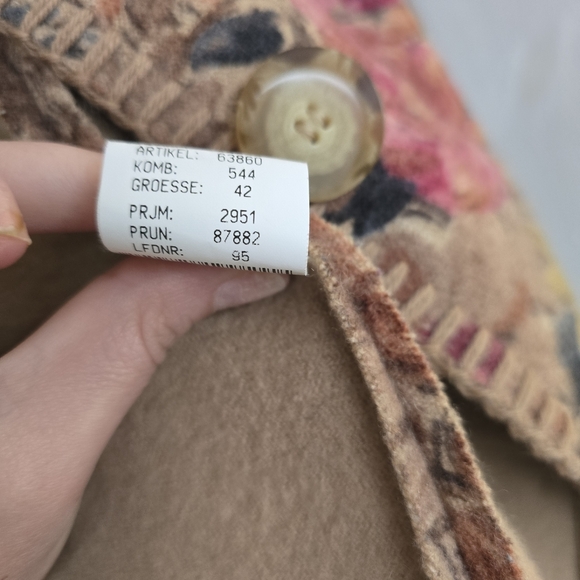 ARTIKEL: 63860
KOMB: 544
GROESSE: 42
PRJM: 2951
PRUN: 87882
LFDNR: 95